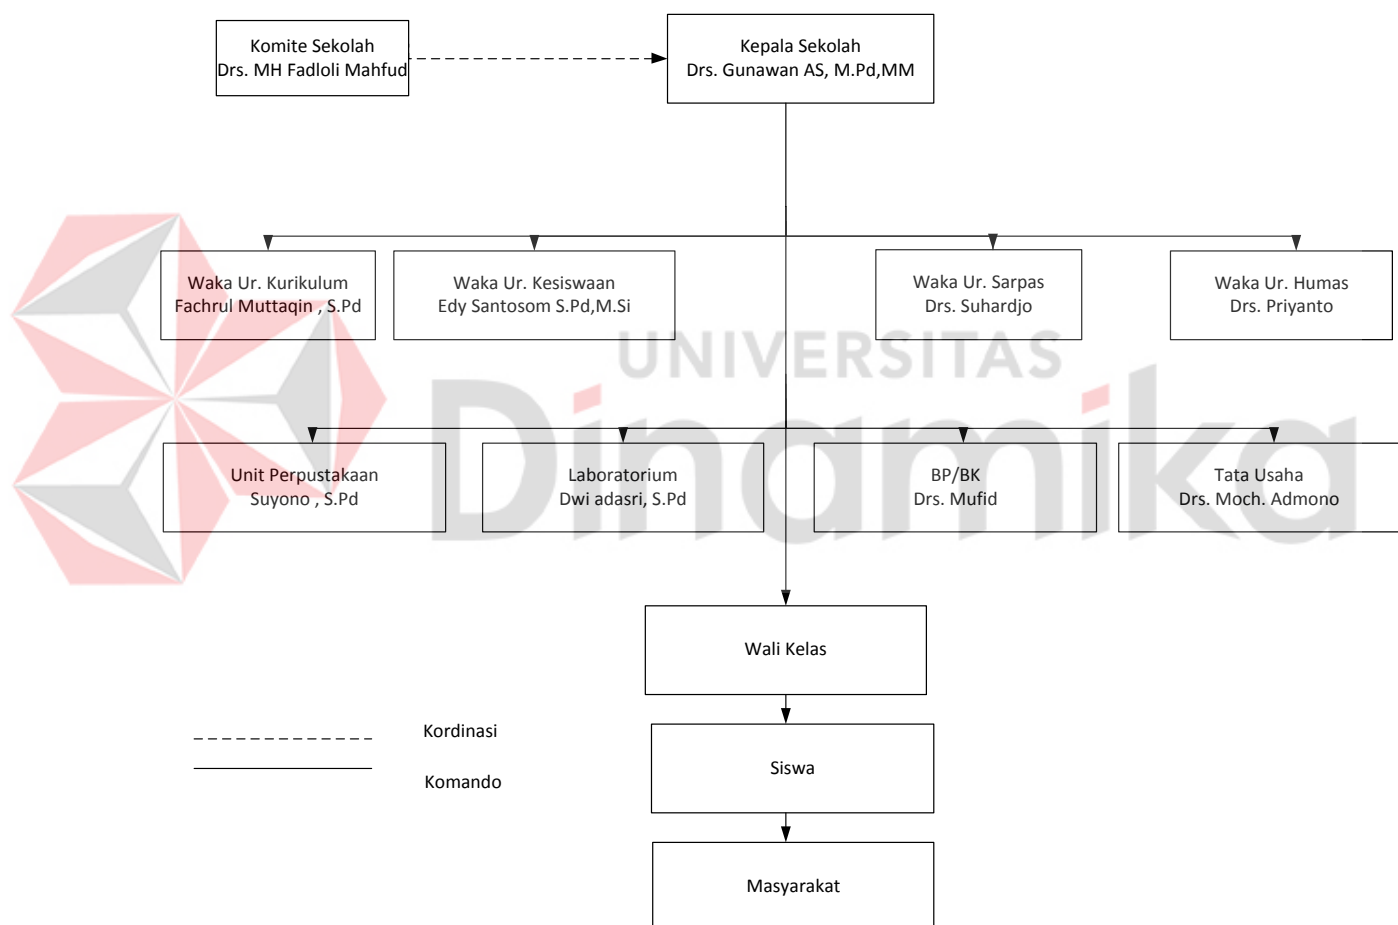 Komite Sekolah
Drs. MH Fadloli Mahfud
Kepala Sekolah
Drs. Gunawan AS, M.Pd,MM
Waka Ur. Kurikulum
Fachrul Muttaqin , S.Pd
Waka Ur. Kesiswaan
Edy Santosom S.Pd,M.Si
Waka Ur. Sarpas
Drs. Suhardjo
Waka Ur. Humas
Drs. Priyanto
UNIVERSITAS
Dinamika
Unit Perpustakaan
Suyono , S.Pd
Laboratorium
Dwi adasri, S.Pd
BP/BK
Drs. Mufid
Tata Usaha
Drs. Moch. Admono
Wali Kelas
Kordinasi
Komando
Siswa
Masyarakat